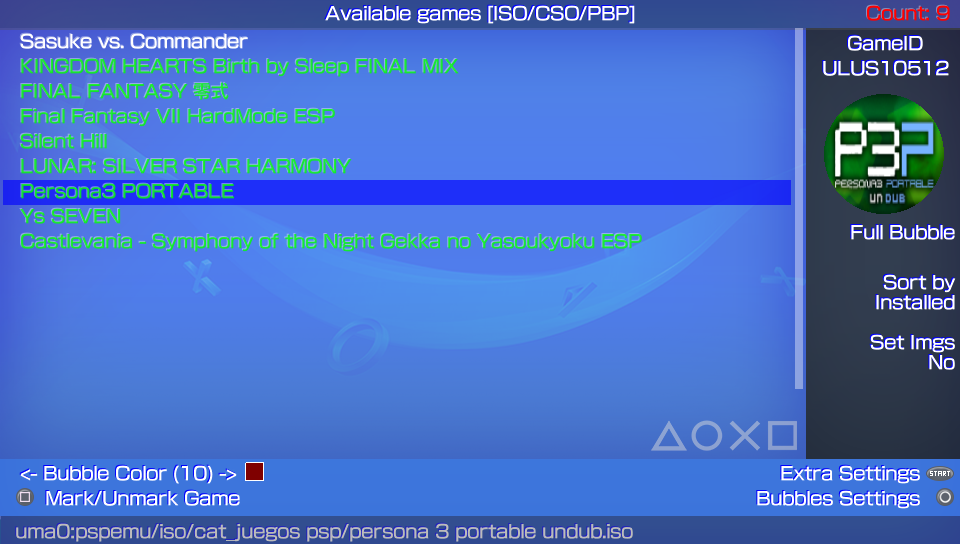 Available games [ISO/CSO/PBP]
Count: 9
Sasuke vs. Commander
KINGDOM HEARTS Birth by Sleep FINAL MIX
FINAL FANTASY 零式
Final Fantasy VII HardMode ESP
Silent Hill
LUNAR: SILVER STAR HARMONY
Persona3 PORTABLE
Ys SEVEN
Castlevania - Symphony of the Night Gekka no Yasoukyoku ESP
GameID
ULUS10512
P3P
PERSONA3 PORTABLE
UNDUB
Full Bubble
Sort by
Installed
Set Imgs
No
<- Bubble Color (10) ->
Mark/Unmark Game
Extra Settings START
Bubbles Settings
uma0:pspemu/iso/cat_juegos psp/persona 3 portable undub.iso